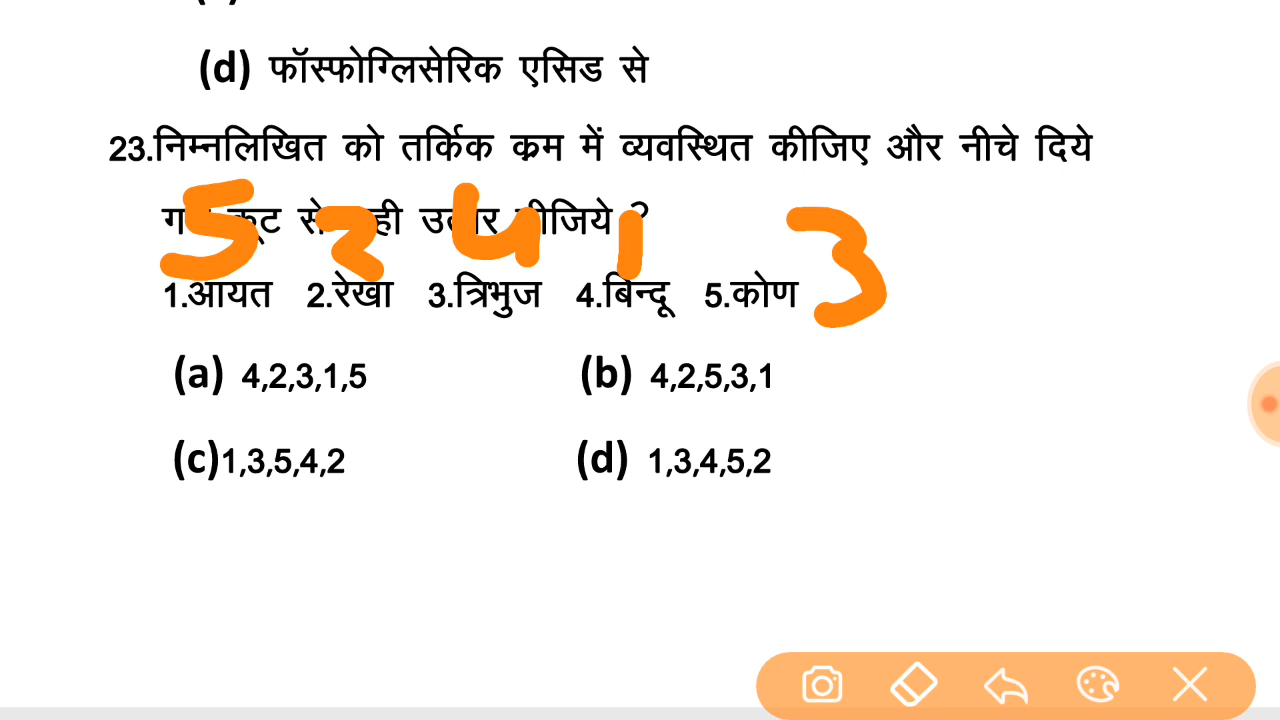 (d) फॉस्फोग्लिसेरिक एसिड से
23.निम्नलिखित को तर्किक क्रम में व्यवस्थित कीजिए और नीचे दिये
5 2 4 1 3
1.आयत 2.रेखा 3.त्रिभुज 4.बिन्दू 5.कोण
(a) 4,2,3,1,5 (b) 4,2,5,3,1
(c)1,3,5,4,2 (d) 1,3,4,5,2